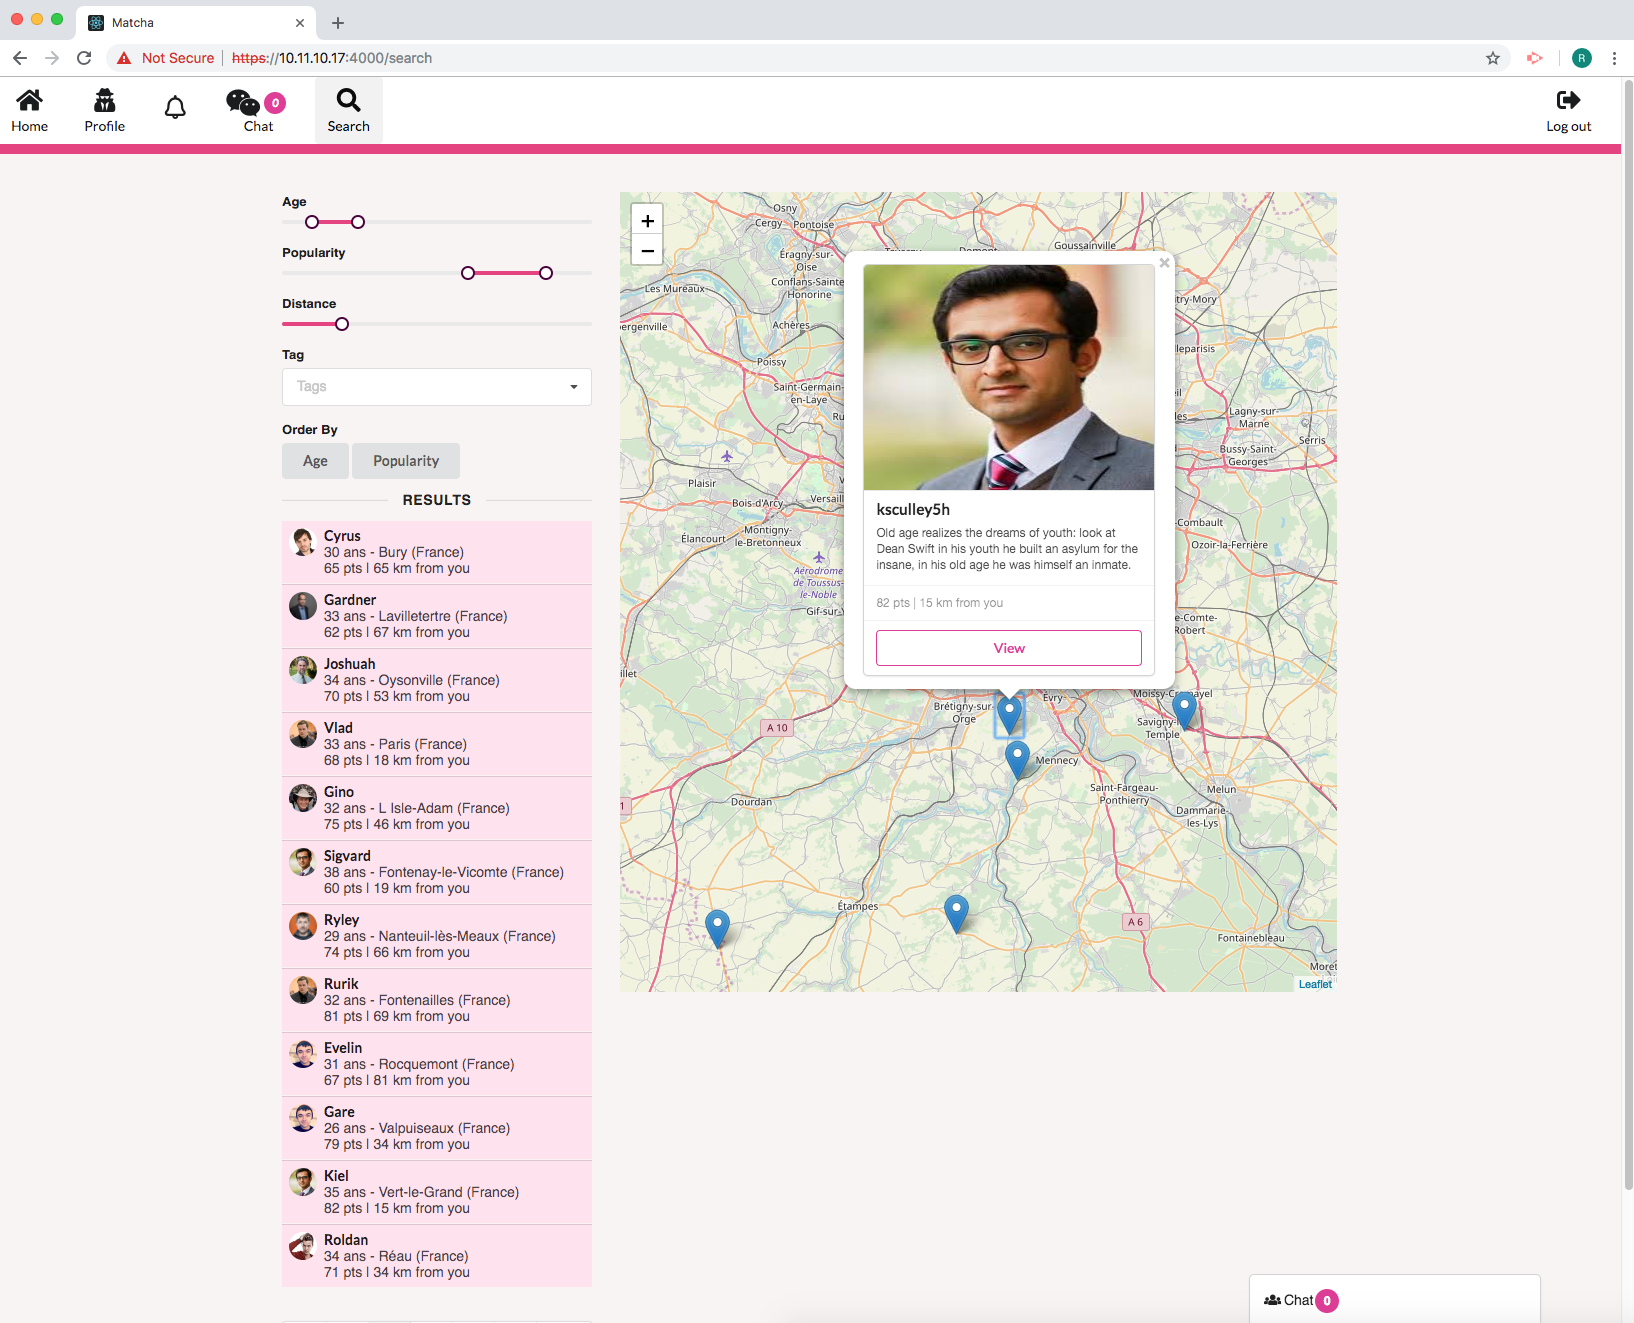 Matcha
Not Secure
https://10.11.10.17:4000/search
R
Home
Profile
0
Chat
Search
Log out
Age
Popularity
Distance
Tag
Tags
Order By
Age
Popularity
RESULTS
Cyrus
30 ans - Bury (France)
65 pts | 65 km from you
Gardner
33 ans - Lavilletertre (France)
62 pts | 67 km from you
Joshuah
34 ans - Oysonville (France)
70 pts | 53 km from you
Vlad
33 ans - Paris (France)
68 pts | 18 km from you
Gino
32 ans - L Isle-Adam (France)
75 pts | 46 km from you
Sigvard
38 ans - Fontenay-le-Vicomte (France)
60 pts | 19 km from you
Ryley
29 ans - Nanteuil-lès-Meaux (France)
74 pts | 66 km from you
Rurik
32 ans - Fontenailles (France)
81 pts | 69 km from you
Evelin
31 ans - Rocquemont (France)
67 pts | 81 km from you
Gare
26 ans - Valpuiseaux (France)
79 pts | 34 km from you
Kiel
35 ans - Vert-le-Grand (France)
82 pts | 15 km from you
Roldan
34 ans - Réau (France)
71 pts | 34 km from you
+
−
Osny
Cergy
Pontoise
Goussainville
Éragny-sur-
Oise
Conflans-Sainte-
Honorine
Les Mureaux
ergenville
Achères
Poissy
Saint-Germain-
en-Laye
Ru
try-Mory
lleparisis
Lagny-sur-
Marne
Serris
Bussy-Saint-
Georges
Plaisir
Bois-d'Arcy
Versaill
Montigny-
le-Bretonneux
Élancourt
Aérodrome
de Toussus-
le-Noble
Gif-sur-Y
-Combault
Ozoir-la-Ferrière
e-Comte-
Robert
illet
ksculley5h
Old age realizes the dreams of youth: look at
Dean Swift in his youth he built an asylum for the
insane, in his old age he was himself an inmate.
82 pts | 15 km from you
View
Brétigny-sur-
Orge
Évry
Moissy-Cramayel
Savigny-le-
Temple
A 10
Mennecy
Saint-Fargeau-
Ponthierry
Melun
Dammarie-
les-Lys
Dourdan
1
Étampes
A 6
Fontainebleau
Moret
Leaflet
Chat 0